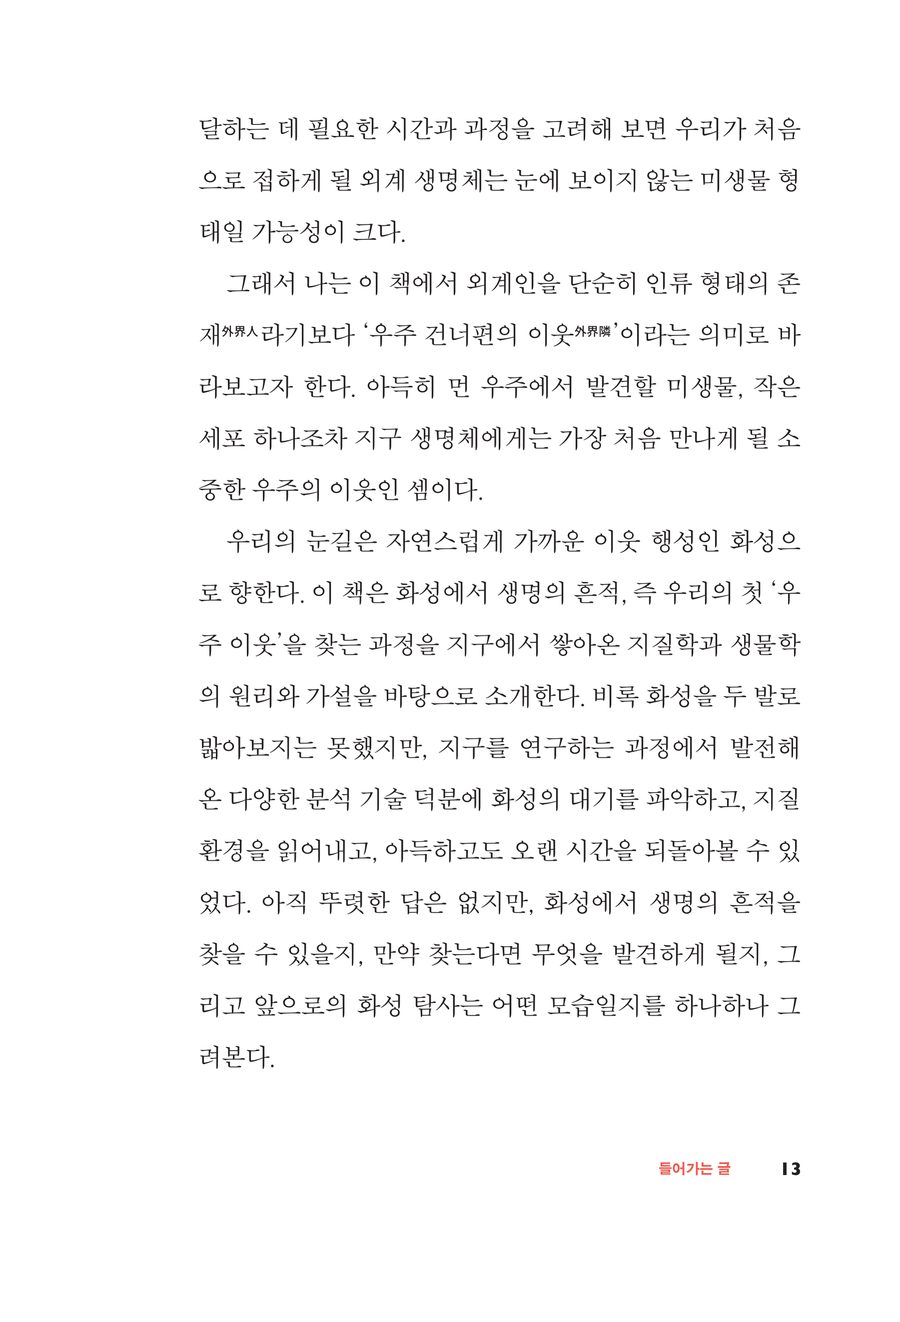 달하는 데 필요한 시간과 과정을 고려해 보면 우리가 처음
으로 접하게 될 외계 생명체는 눈에 보이지 않는 미생물 형
태일 가능성이 크다.
그래서 나는 이 책에서 외계인을 단순히 인류 형태의 존
재外界人라기보다 ‘우주 건너편의 이웃外界隣’이라는 의미로 바
라보고자 한다. 아득히 먼 우주에서 발견할 미생물, 작은
세포 하나조차 지구 생명체에게는 가장 처음 만나게 될 소
중한 우주의 이웃인 셈이다.
우리의 눈길은 자연스럽게 가까운 이웃 행성인 화성으
로 향한다. 이 책은 화성에서 생명의 흔적, 즉 우리의 첫 ‘우
주 이웃’을 찾는 과정을 지구에서 쌓아온 지질학과 생물학
의 원리와 가설을 바탕으로 소개한다. 비록 화성을 두 발로
밟아보지는 못했지만, 지구를 연구하는 과정에서 발전해
온 다양한 분석 기술 덕분에 화성의 대기를 파악하고, 지질
환경을 읽어내고, 아득하고도 오랜 시간을 되돌아볼 수 있
었다. 아직 뚜렷한 답은 없지만, 화성에서 생명의 흔적을
찾을 수 있을지, 만약 찾는다면 무엇을 발견하게 될지, 그
리고 앞으로의 화성 탐사는 어떤 모습일지를 하나하나 그
려본다.
들어가는 글 13